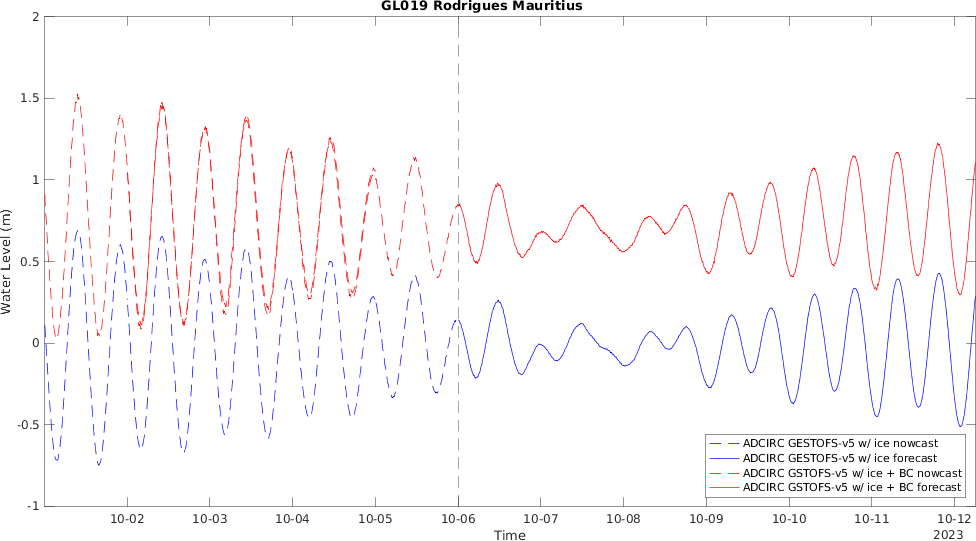 GL019 Rodrigues Mauritius
2
1.5
1
0.5
0
-0.5
-1
Water Level (m)
10-02 10-03 10-04 10-05 10-06 10-07 10-08 10-09 10-10 10-11 10-12
Time
2023
ADCIRC GESTOFS-v5 w/ ice nowcast
ADCIRC GESTOFS-v5 w/ ice forecast
ADCIRC GSTOFS-v5 w/ ice + BC nowcast
ADCIRC GSTOFS-v5 w/ ice + BC forecast